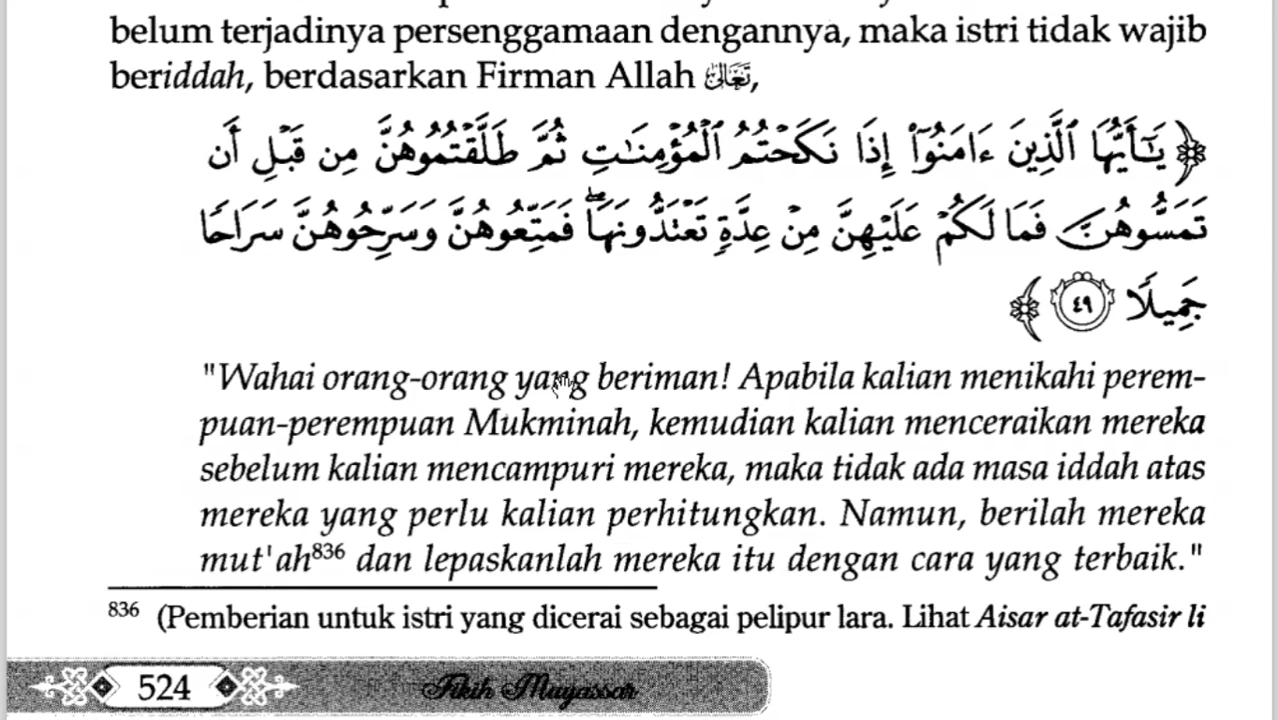 belum terjadinya persenggamaan dengannya, maka istri tidak wajib
beriddah, berdasarkan Firman Allah تَعَالَى,
﴿ يَٰٓأَيُّهَا ٱلَّذِينَ ءَامَنُوٓاْ إِذَا نَكَحۡتُمُ ٱلۡمُؤۡمِنَٰتِ ثُمَّ طَلَّقۡتُمُوهُنَّ مِن قَبۡلِ أَن
تَمَسُّوهُنَّ فَمَا لَكُمۡ عَلَيۡهِنَّ مِنۡ عِدَّةٖ تَعۡتَدُّونَهَاۖ فَمَتِّعُوهُنَّ وَسَرِّحُوهُنَّ سَرَاحٗا
جَمِيلٗا ٤٩ ﴾
"Wahai orang-orang yang beriman! Apabila kalian menikahi perem-
puan-perempuan Mukminah, kemudian kalian menceraikan mereka
sebelum kalian mencampuri mereka, maka tidak ada masa iddah atas
mereka yang perlu kalian perhitungkan. Namun, berilah mereka
mut'ah836 dan lepaskanlah mereka itu dengan cara yang terbaik."
836 (Pemberian untuk istri yang dicerai sebagai pelipur lara. Lihat Aisar at-Tafasir li
524 Fikih Muyassar